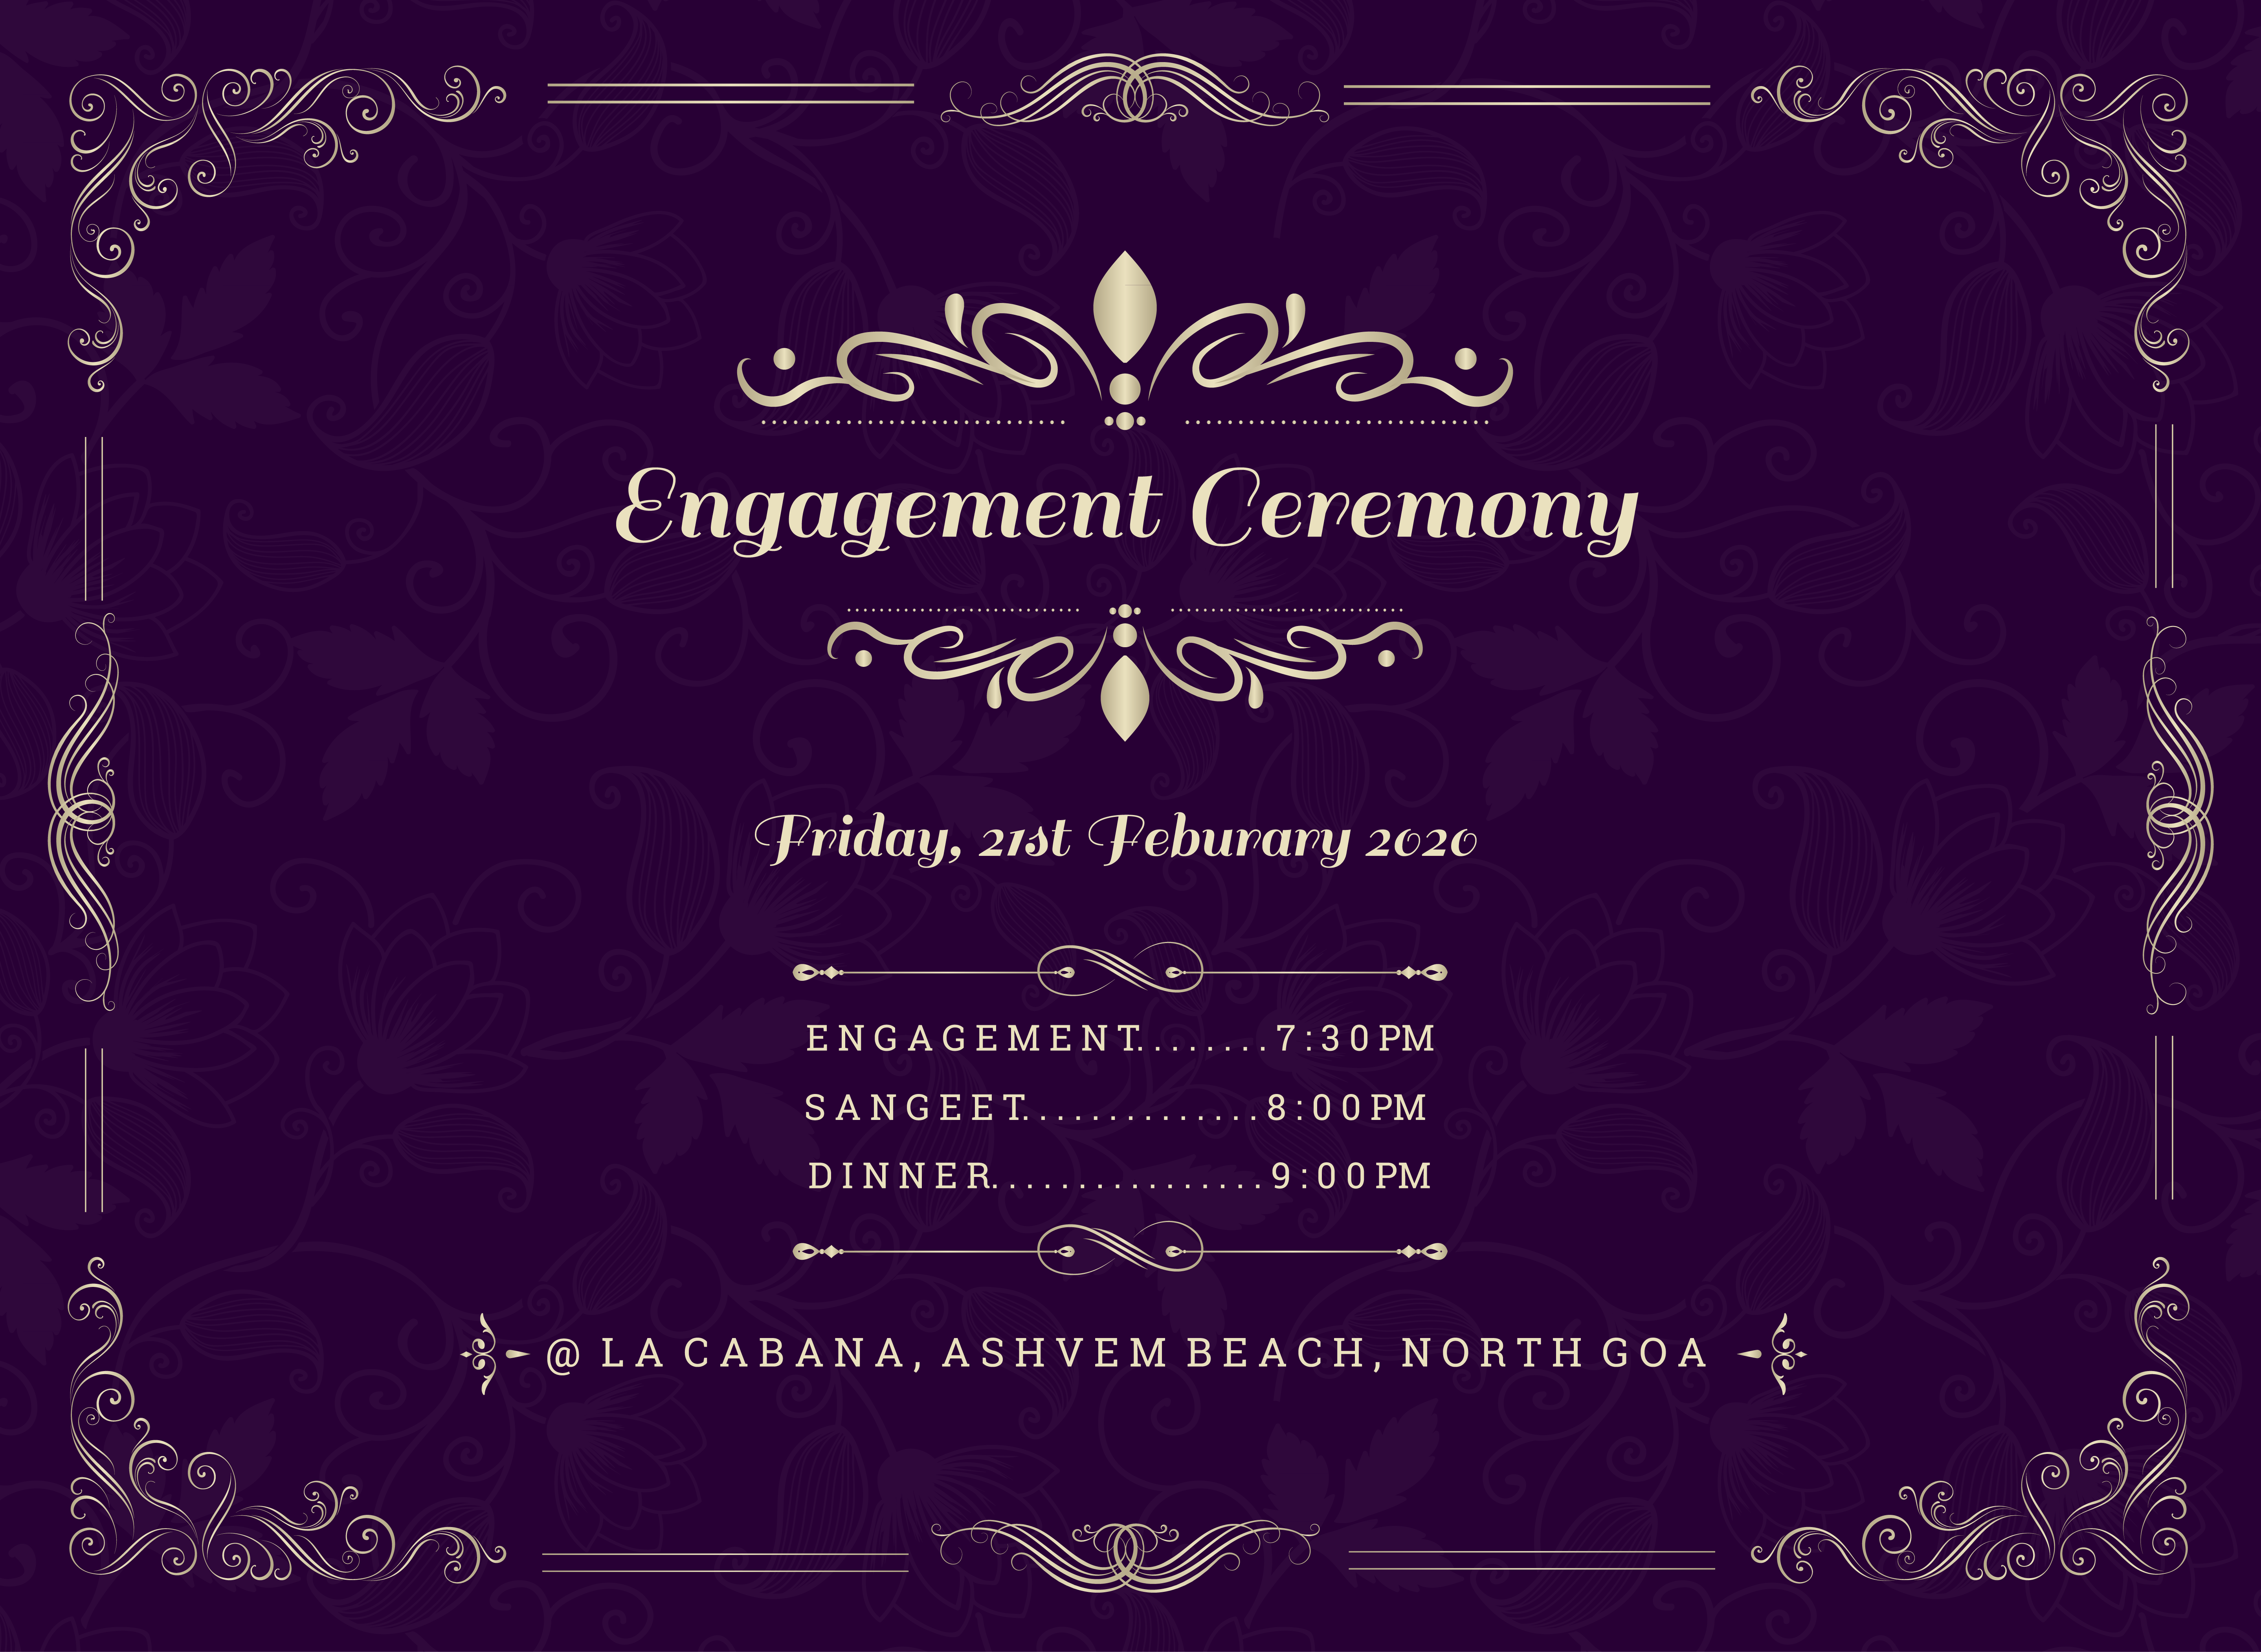 Engagement Ceremony
Friday, 21st Feburary 2020
ENGAGEMENT........7:30PM
SANGEET..............8:00PM
DINNER................9:00PM
@ LA CABANA, ASHVEM BEACH, NORTH GOA